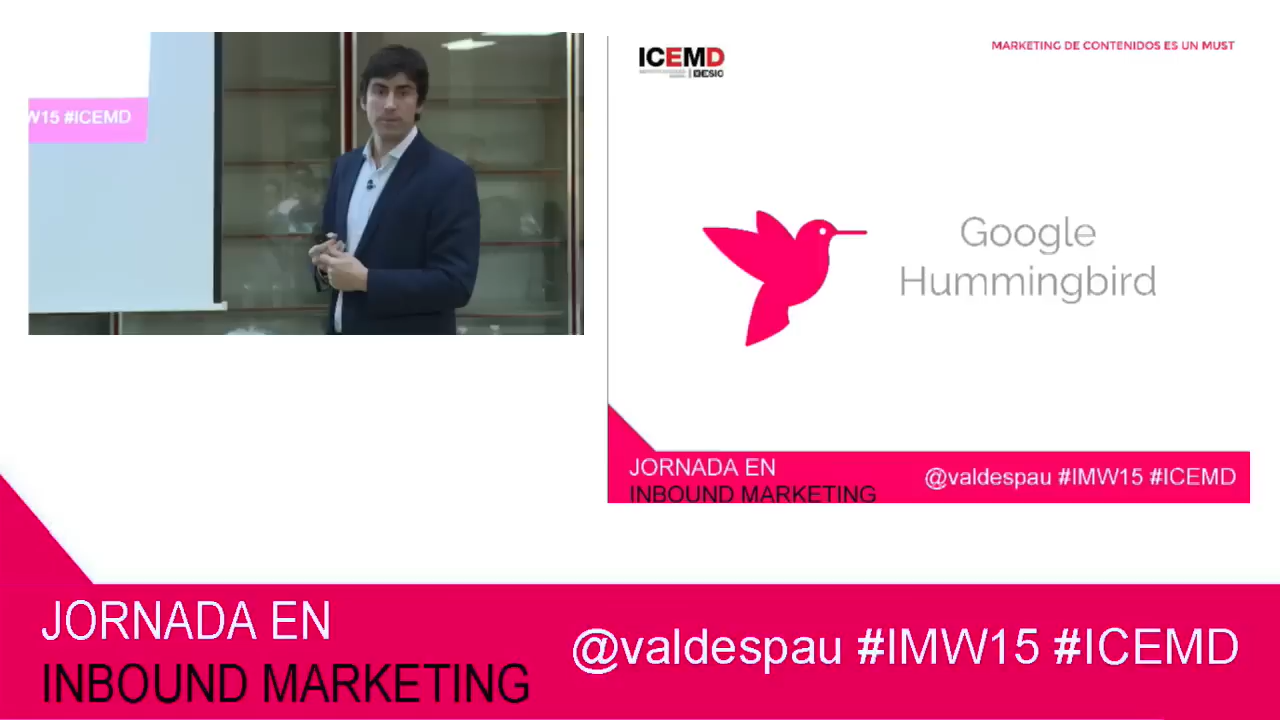 W15 #ICEMD
ICEMD
ESIC
MARKETING DE CONTENIDOS ES UN MUST
Google
Hummingbird
JORNADA EN
INBOUND MARKETING
@valdespau #IMW15 #ICEMD
JORNADA EN
INBOUND MARKETING
@valdespau #IMW15 #ICEMD